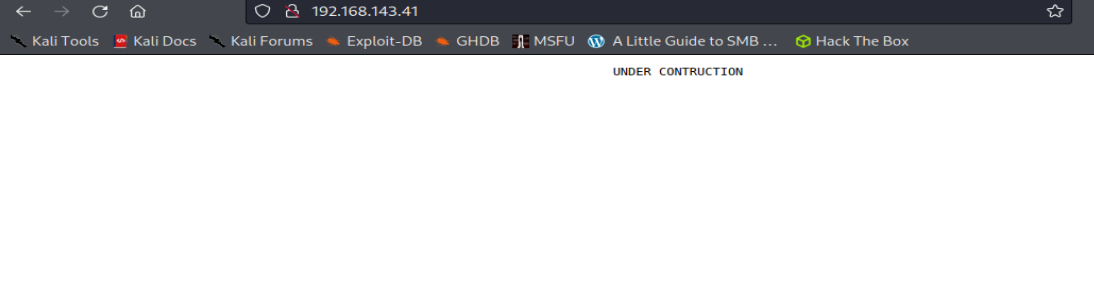 192.168.143.41
Kali Tools Kali Docs Kali Forums Exploit-DB GHDB MSFU A Little Guide to SMB ... Hack The Box
UNDER CONTRUCTION